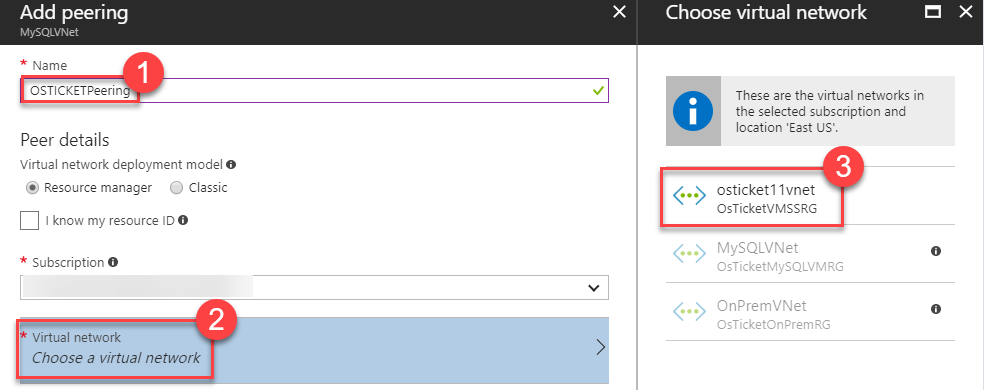 Add peering
MySQLVNet
* Name
1
OSTICKETPeering
Peer details
Virtual network deployment model
Resource manager Classic
I know my resource ID
* Subscription
2
* Virtual network
Choose a virtual network
Choose virtual network
These are the virtual networks in
the selected subscription and
location 'East US'.
3
osticket11vnet
OsTicketVMSSRG
MySQLVNet
OsTicketMySQLVMRG
OnPremVNet
OsTicketOnPremRG